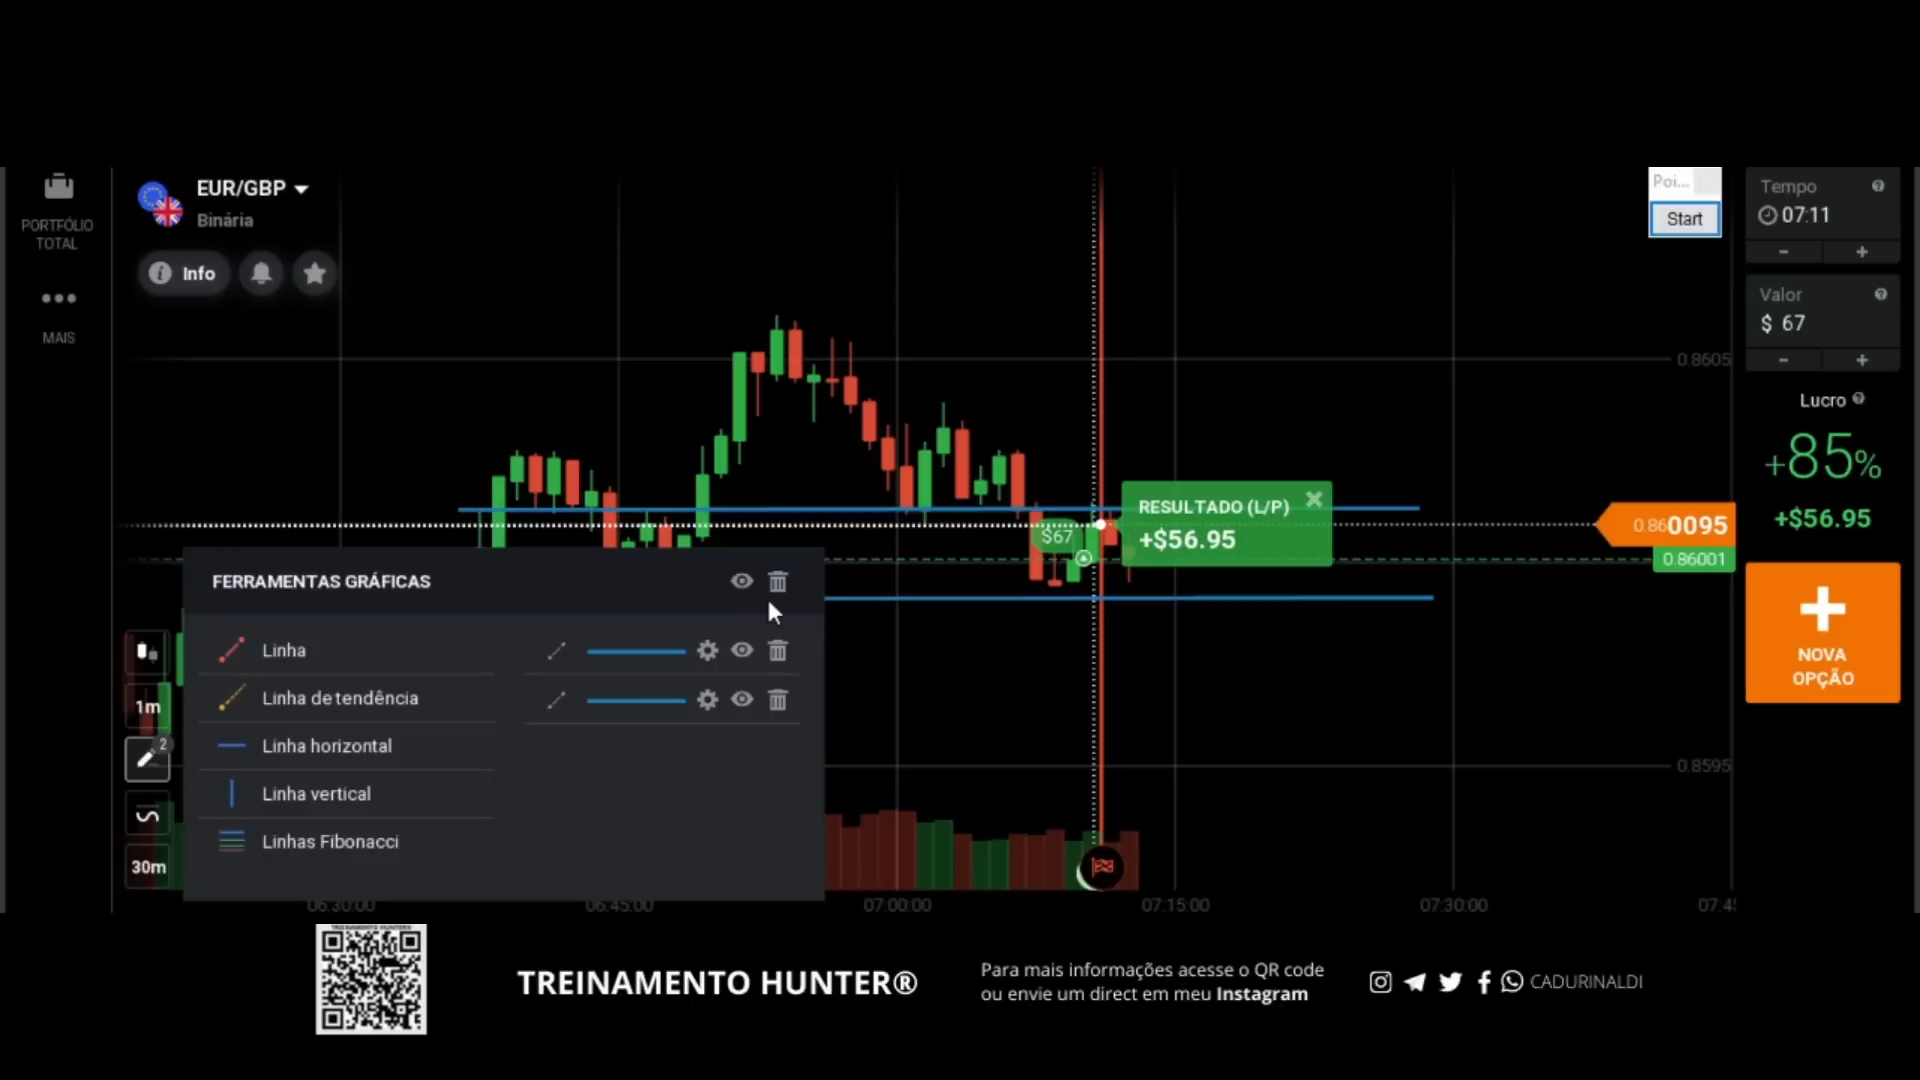 PORTFÓLIO
TOTAL
MAIS
EUR/GBP
Binária
Info
Poi...
Start
Tempo
07:11
Valor
$ 67
Lucro
+85%
+$56.95
NOVA
OPÇÃO
0.8605
0.860095
0.86001
0.8595
RESULTADO (L/P)
+$56.95
$67
FERRAMENTAS GRÁFICAS
Linha
Linha de tendência
Linha horizontal
Linha vertical
Linhas Fibonacci
1m
2
30m
06:30:00
06:45:00
07:00:00
07:15:00
07:30:00
07:4
TREINAMENTO HUNTER®
Para mais informações acesse o QR code
ou envie um direct em meu Instagram
CADURINALDI